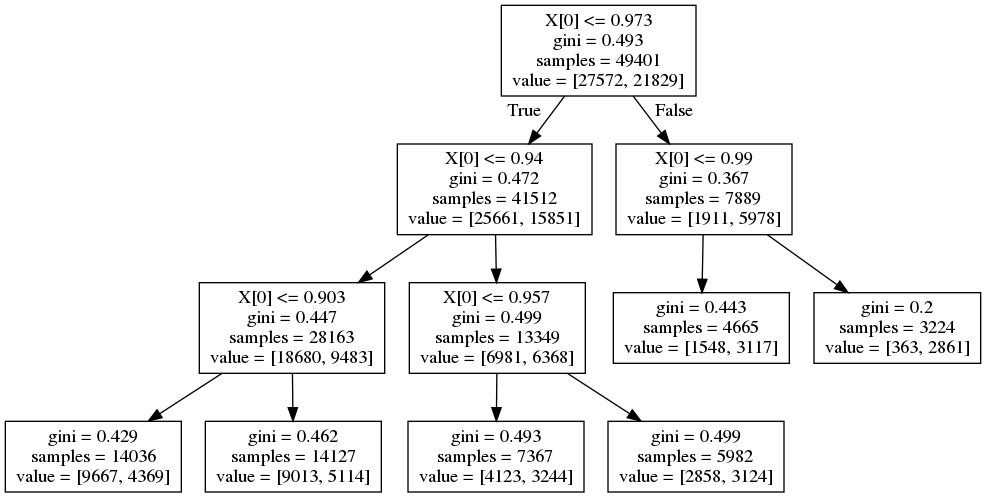 X[0] <= 0.973
gini = 0.493
samples = 49401
value = [27572, 21829]
True
False
X[0] <= 0.94
gini = 0.472
samples = 41512
value = [25661, 15851]
X[0] <= 0.99
gini = 0.367
samples = 7889
value = [1911, 5978]
X[0] <= 0.903
gini = 0.447
samples = 28163
value = [18680, 9483]
X[0] <= 0.957
gini = 0.499
samples = 13349
value = [6981, 6368]
gini = 0.443
samples = 4665
value = [1548, 3117]
gini = 0.2
samples = 3224
value = [363, 2861]
gini = 0.429
samples = 14036
value = [9667, 4369]
gini = 0.462
samples = 14127
value = [9013, 5114]
gini = 0.493
samples = 7367
value = [4123, 3244]
gini = 0.499
samples = 5982
value = [2858, 3124]